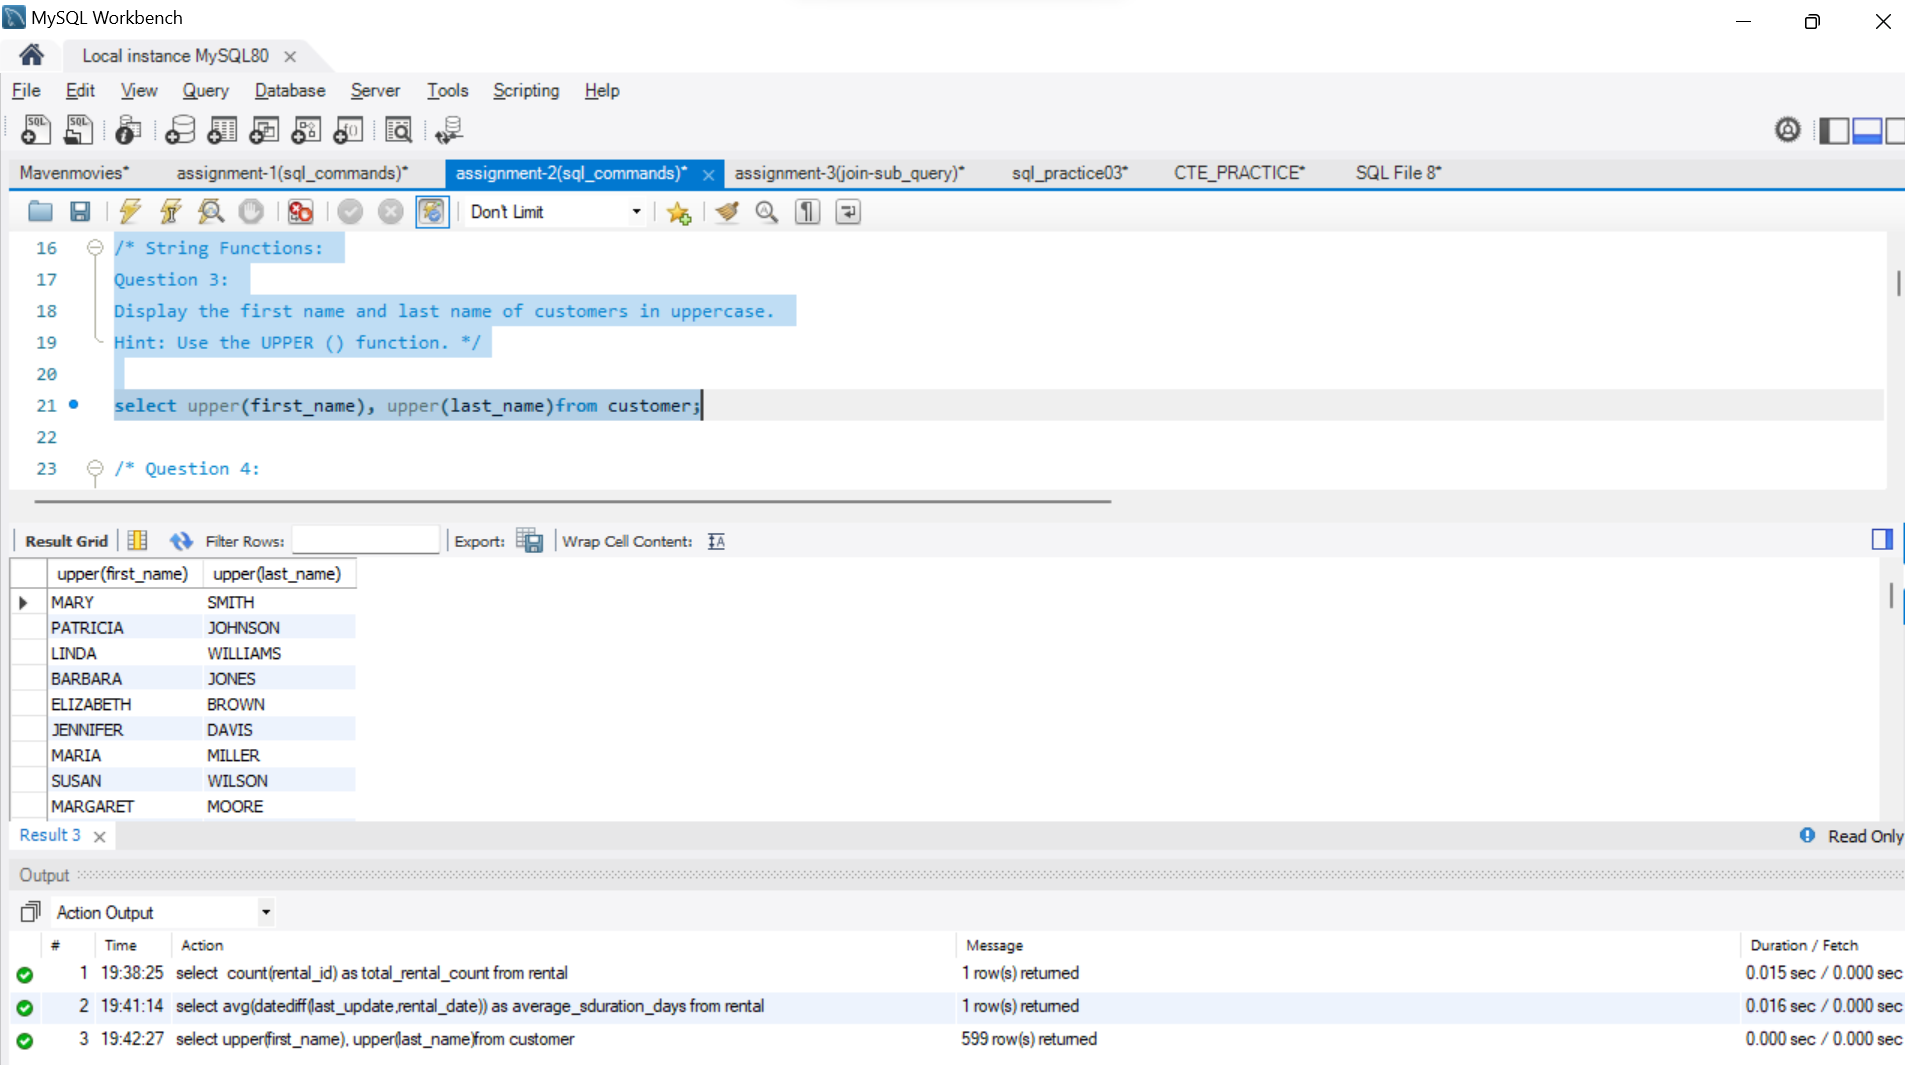 MySQL Workbench
Local instance MySQL80
File Edit View Query Database Server Tools Scripting Help
SQL SQL
Mavenmovies* assignment-1(sql_commands)* assignment-2(sql_commands)* assignment-3(join-sub_query)* sql_practice03* CTE_PRACTICE* SQL File 8*
Don't Limit
16 /* String Functions:
17 Question 3:
18 Display the first name and last name of customers in uppercase.
19 Hint: Use the UPPER () function. */
20
21 select upper(first_name), upper(last_name)from customer;
22
23 /* Question 4:
Result Grid Filter Rows: Export: Wrap Cell Content:
upper(first_name) upper(last_name)
MARY SMITH
PATRICIA JOHNSON
LINDA WILLIAMS
BARBARA JONES
ELIZABETH BROWN
JENNIFER DAVIS
MARIA MILLER
SUSAN WILSON
MARGARET MOORE
Result 3 Read Only
Output
Action Output
# Time Action Message Duration / Fetch
1 19:38:25 select count(rental_id) as total_rental_count from rental 1 row(s) returned 0.015 sec / 0.000 sec
2 19:41:14 select avg(datediff(last_update,rental_date)) as average_sduration_days from rental 1 row(s) returned 0.016 sec / 0.000 sec
3 19:42:27 select upper(first_name), upper(last_name)from customer 599 row(s) returned 0.000 sec / 0.000 sec